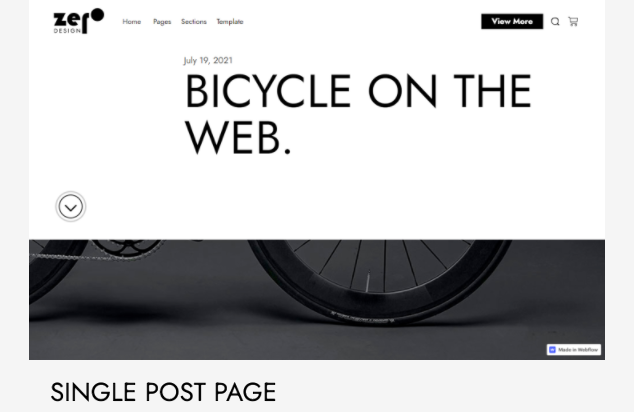 zero
DESIGN
Home Pages Sections Template
View More
July 19, 2021
BICYCLE ON THE
WEB.
Made in Webflow
SINGLE POST PAGE